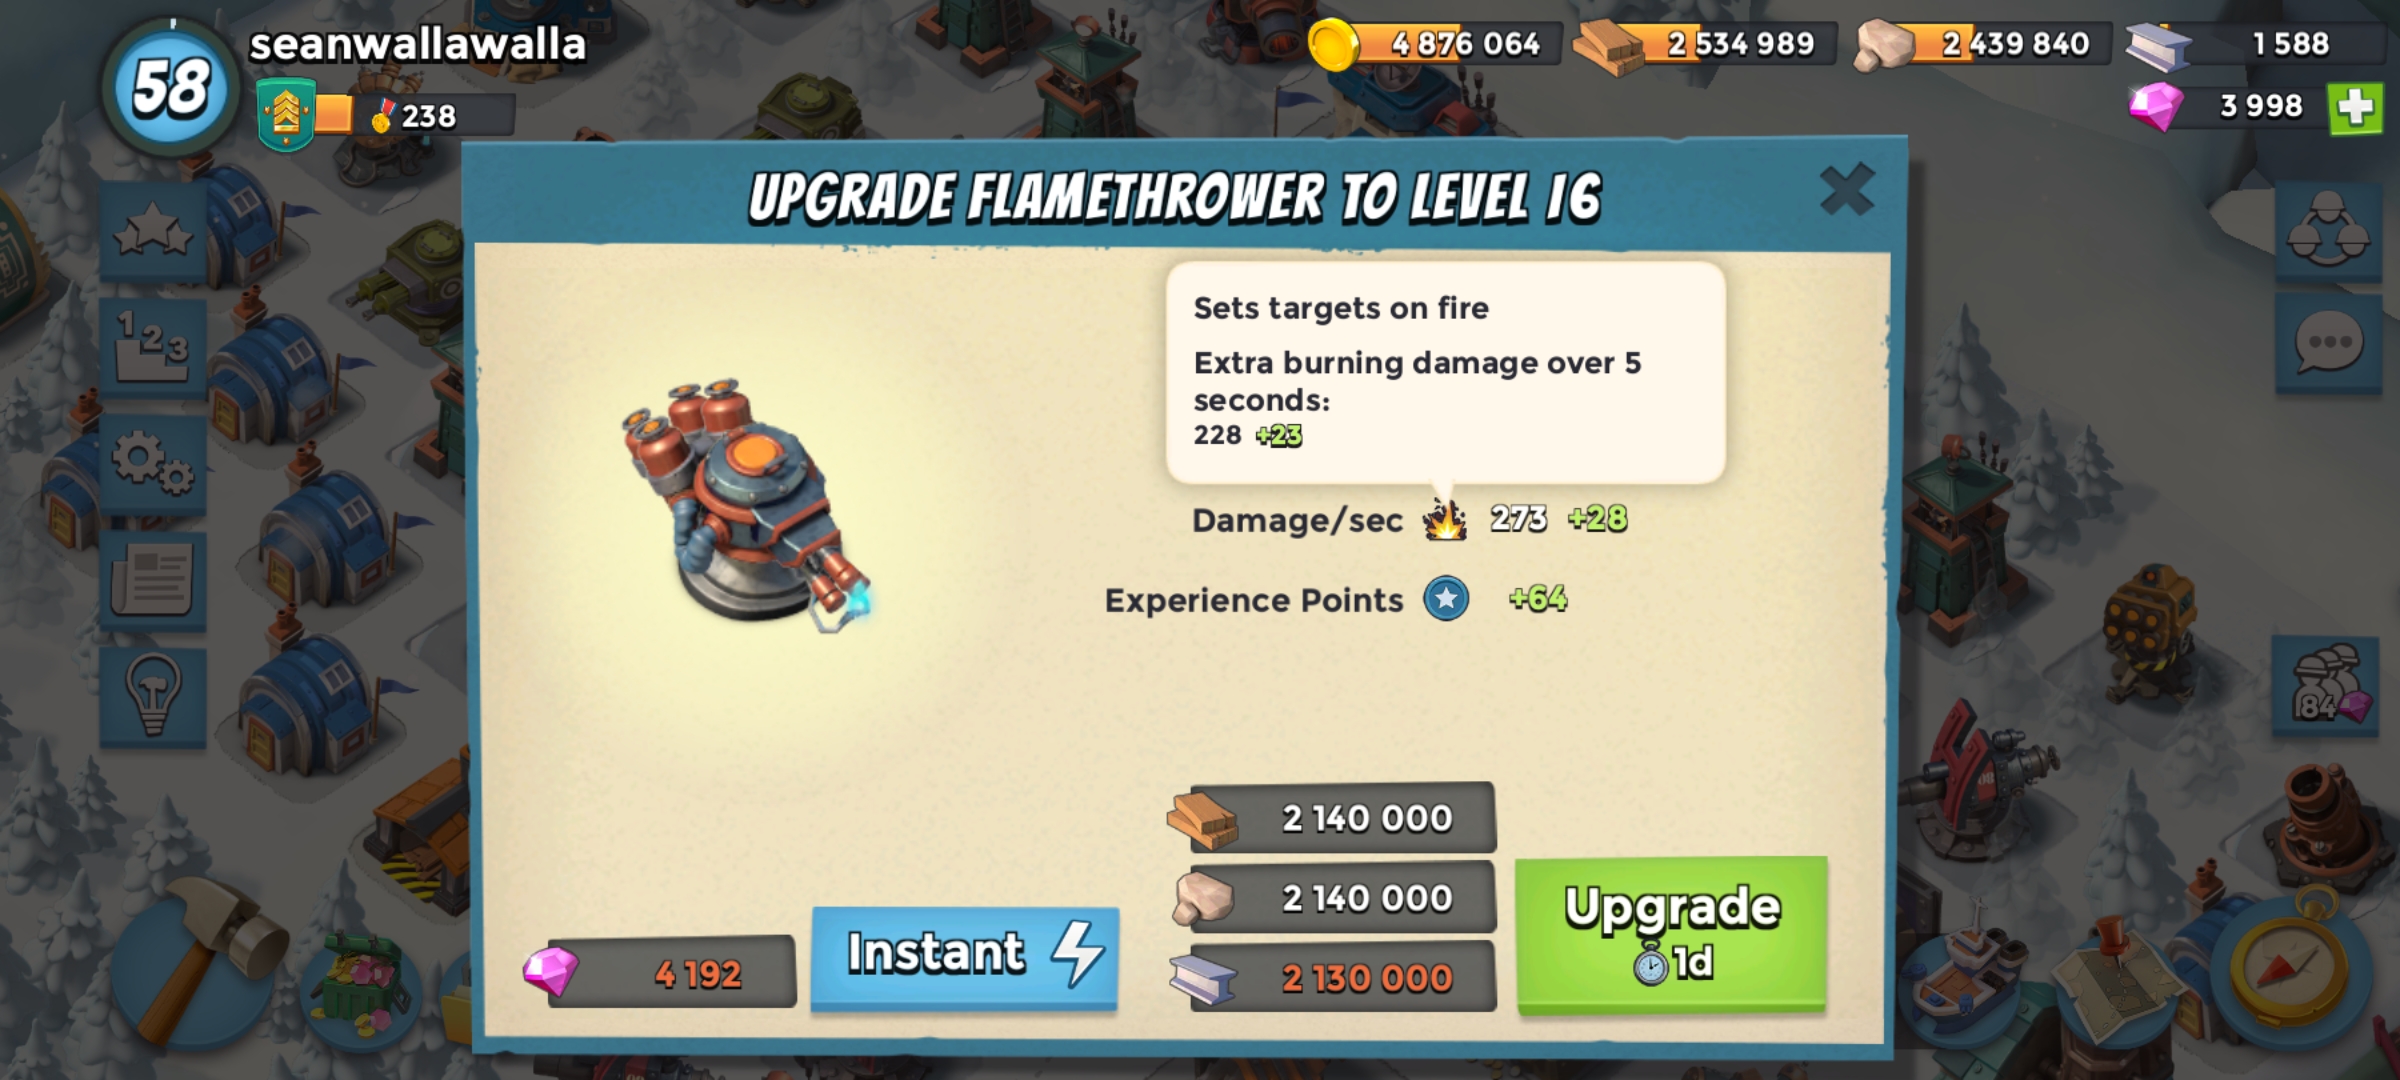 58
seanwallawalla
238
4 876 064
2 534 989
2 439 840
1 588
3 998
UPGRADE FLAMETHROWER TO LEVEL 16
Sets targets on fire
Extra burning damage over 5
seconds:
228 +23
Damage/sec 273 +28
Experience Points +64
123
84
2 140 000
2 140 000
2 130 000
4 192
Instant
Upgrade
1d